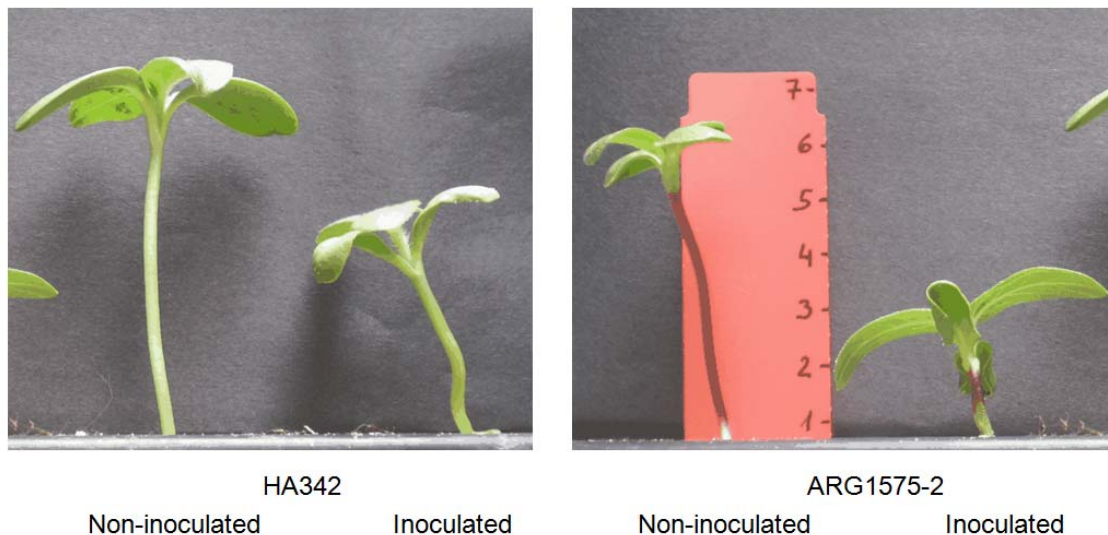 7-
6-
5-
4-
3-
2-
1-
HA342
ARG1575-2
Non-inoculated
Inoculated
Non-inoculated
Inoculated